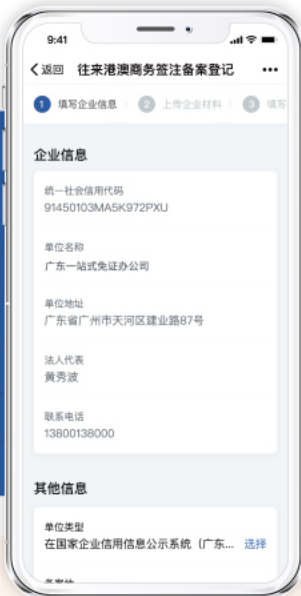 9:41
返回 往来港澳商务签注备案登记
1 填写企业信息 2 上传企业材料 3 填写
企业信息
统一社会信用代码
91450103MA5K972PXU
单位名称
广东一站式免证办公司
单位地址
广东省广州市天河区建业路87号
法人代表
黄秀波
联系电话
13800138000
其他信息
单位类型
在国家企业信用信息公示系统（广东... 选择